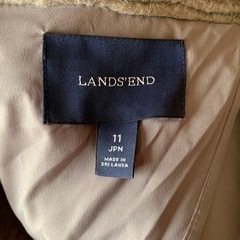 LANDS'END
11
JPN
MADE IN
SRI LANKA